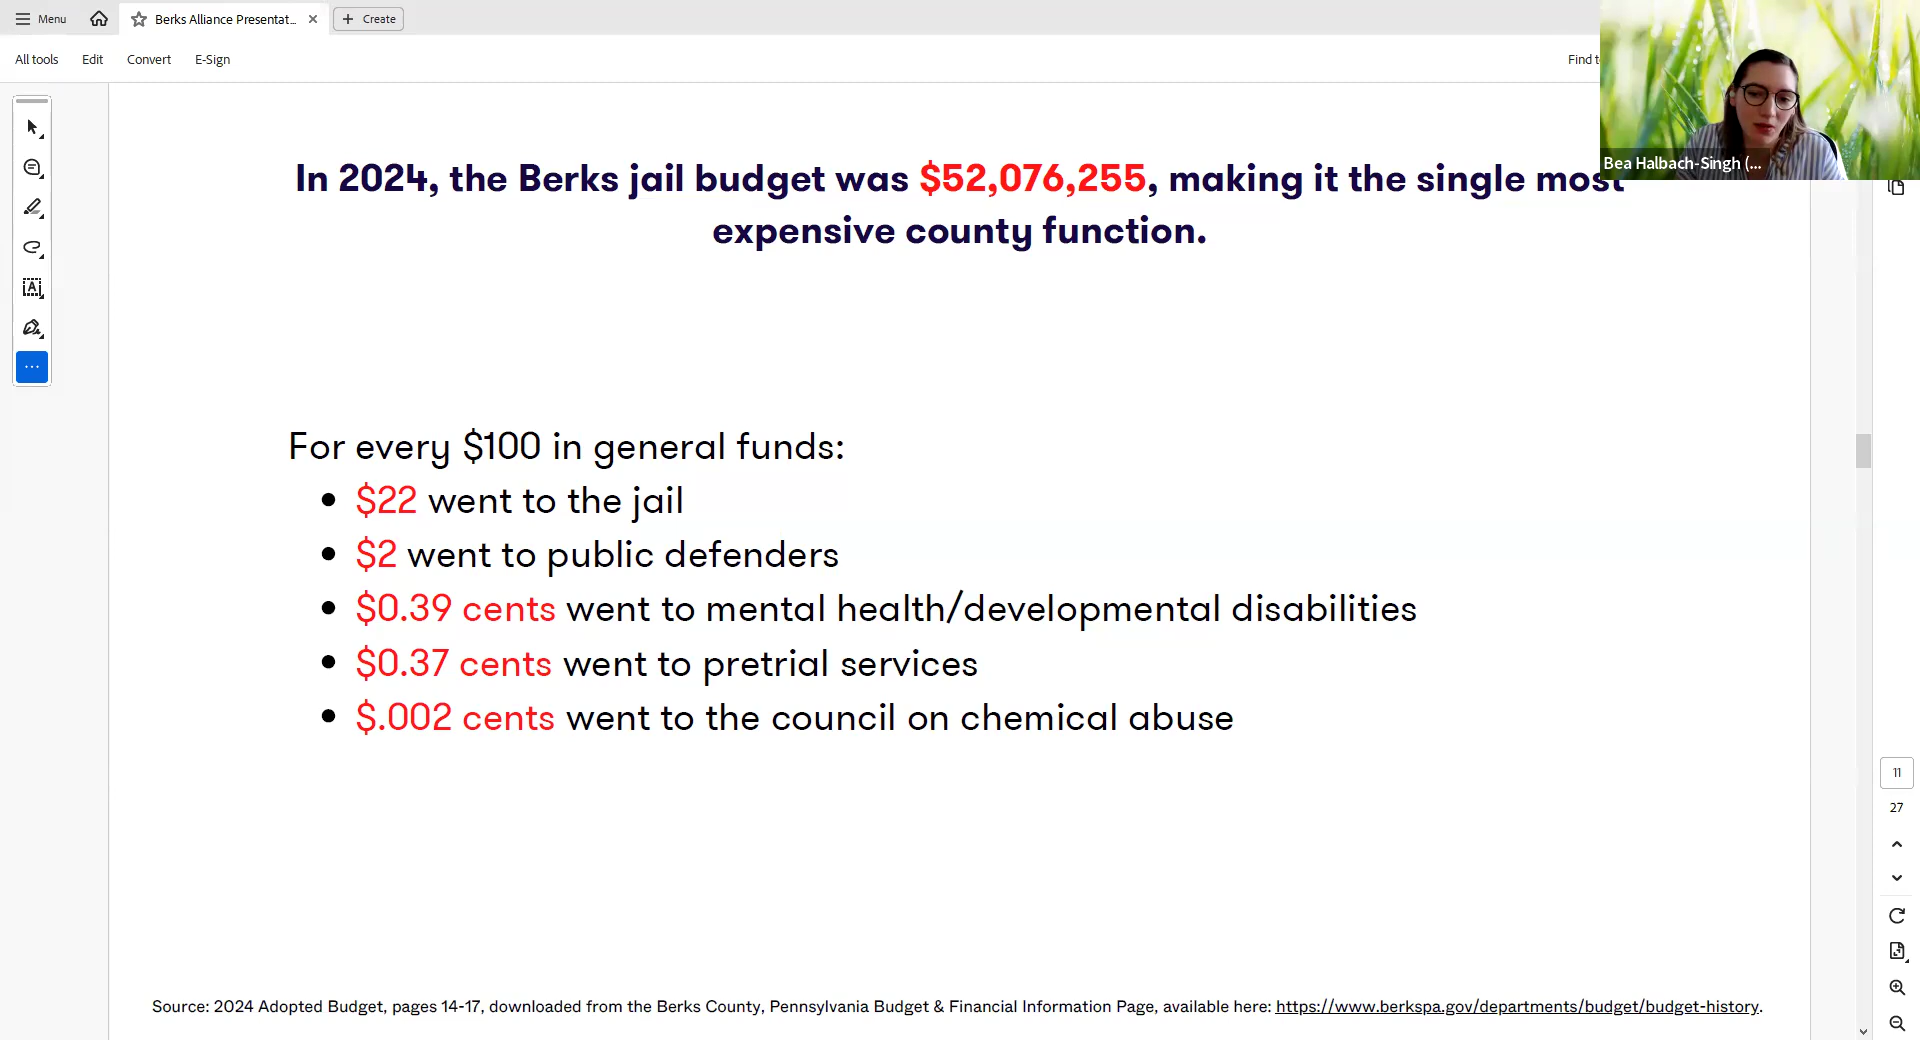 Menu
Berks Alliance Presentat...
Create
All tools
Edit
Convert
E-Sign
Find t
Bea Halbach-Singh (...
In 2024, the Berks jail budget was $52,076,255, making it the single most
expensive county function.
For every $100 in general funds:
• $22 went to the jail
• $2 went to public defenders
• $0.39 cents went to mental health/developmental disabilities
• $0.37 cents went to pretrial services
• $.002 cents went to the council on chemical abuse
11
27
Source: 2024 Adopted Budget, pages 14-17, downloaded from the Berks County, Pennsylvania Budget & Financial Information Page, available here: https://www.berkspa.gov/departments/budget/budget-history.